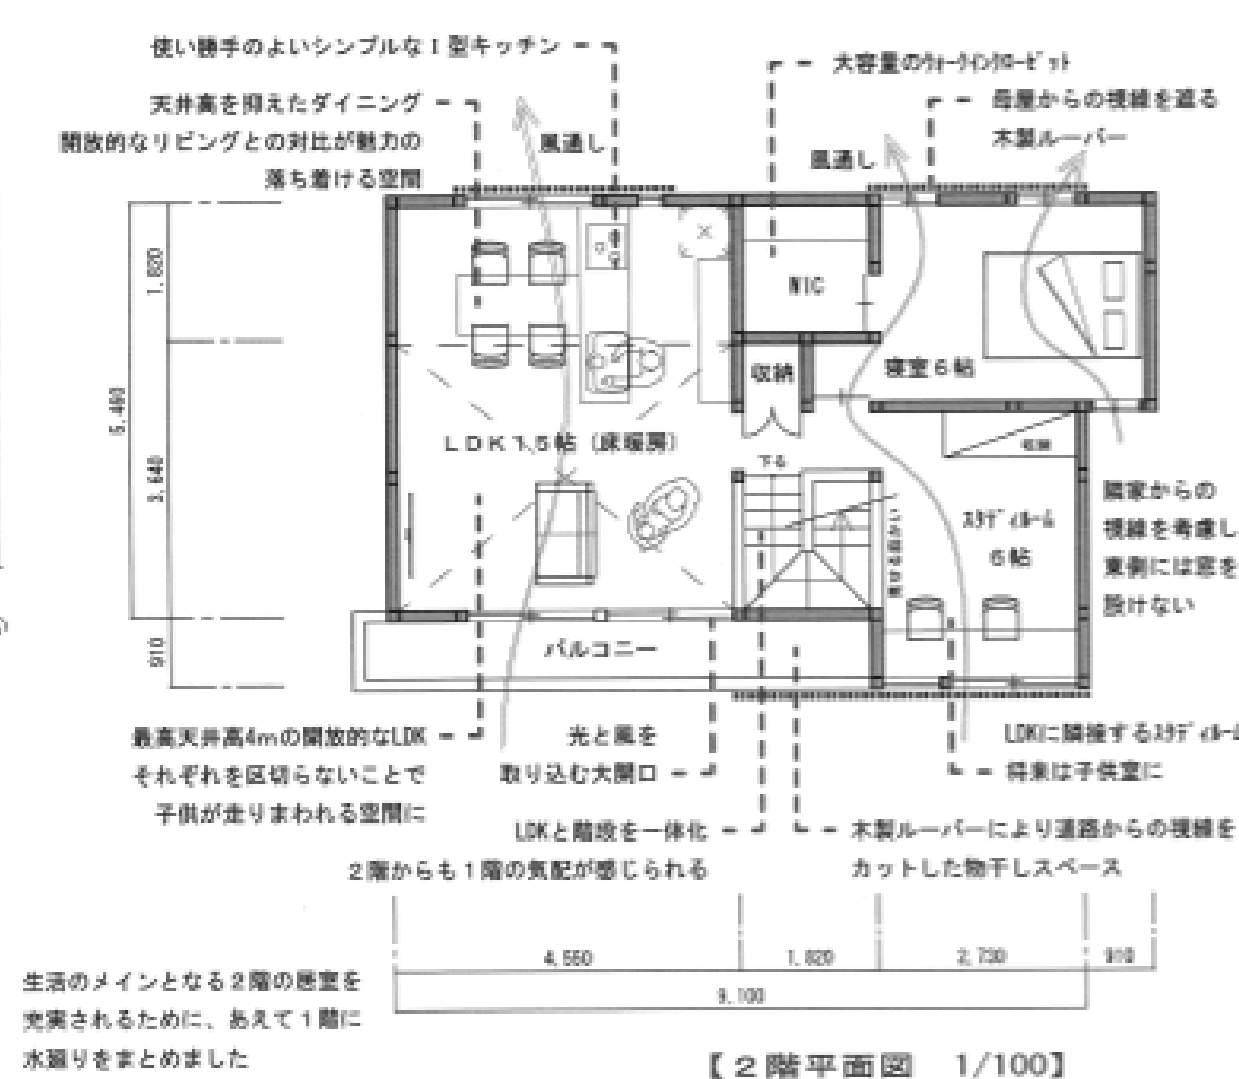 使い勝手のよいシンプルなI型キッチン
大容量のｳｫｰｸｲﾝｸﾛｰｾﾞｯﾄ
天井高を抑えたダイニング
開放的なリビングとの対比が魅力の
落ち着ける空間
風通し
風通し
母屋からの視線を遮る
木製ルーバー
1,820
5,460
3,640
910
WIC
収納
寝室6帖
LDK15帖（床暖房）
下る
収納
ｽﾀﾃﾞｨﾙｰﾑ
6帖
隣家からの
視線を考慮し
東側には窓を
設けない
バルコニー
最高天井高4mの開放的なLDK
それぞれを区切らないことで
子供が走りまわれる空間に
光と風を
取り込む大開口
LDKに隣接するｽﾀﾃﾞｨﾙｰﾑ
将来は子供室に
LDKと階段を一体化
2階からも1階の気配が感じられる
木製ルーバーにより道路からの視線を
カットした物干しスペース
4,550
1,820
2,730
910
9,100
生活のメインとなる2階の居室を
充実されるために、あえて1階に
水廻りをまとめました
【2階平面図 1/100】